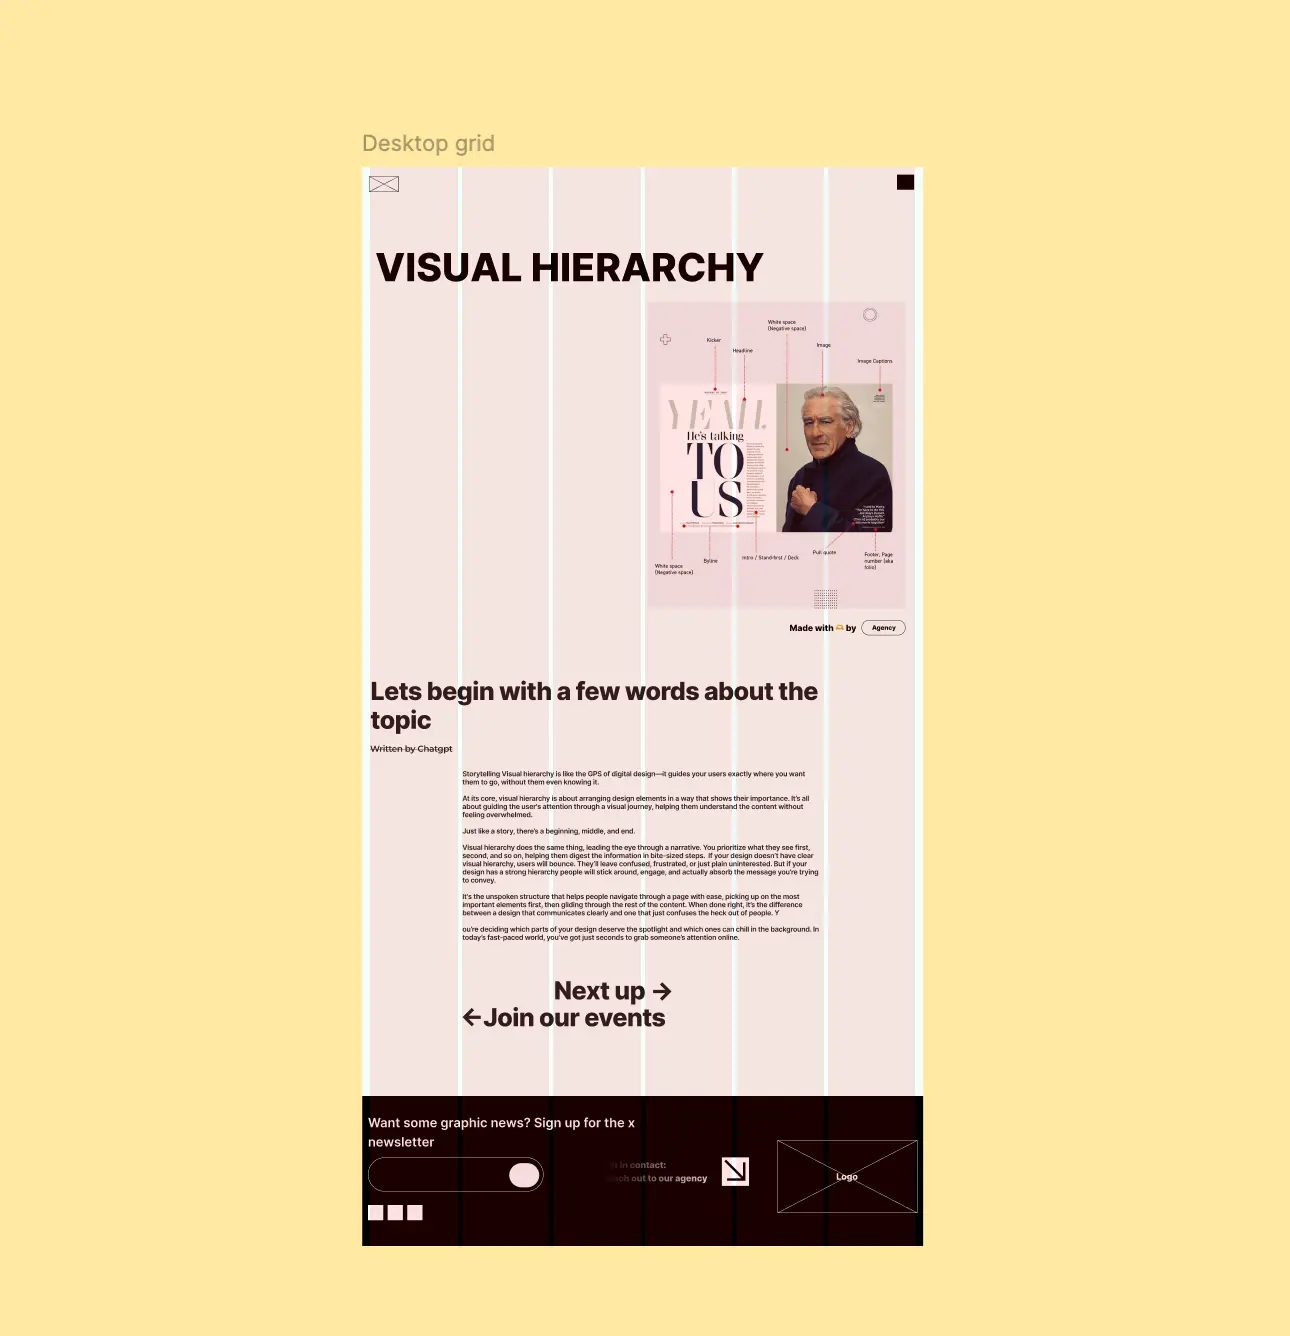 Desktop grid
VISUAL HIERARCHY
White space
(Negative space)
Kicker
Image
Headline
Image Captions
YEAH.
He's talking
TO
US
Pull quote
Intro / Standfirst / Deck
Footer, Page
number (aka
folio)
Byline
White space
(Negative space)
Made with by Agency
Lets begin with a few words about the
topic
Written by Chatgpt
Storytelling Visual hierarchy is like the GPS of digital design—it guides your users exactly where you want
them to go, without them even knowing it.
At its core, visual hierarchy is about arranging design elements in a way that shows their importance. It's all
about guiding the user's attention through a visual journey, helping them understand the content without
feeling overwhelmed.
Just like a story, there's a beginning, middle, and end.
Visual hierarchy does the same thing, leading the eye through a narrative. You prioritize what they see first,
second, and so on, helping them digest the information in bite-sized steps. If your design doesn't have clear
visual hierarchy, users will bounce. They'll leave confused, frustrated, or just plain uninterested. But if your
design has a strong hierarchy people will stick around, engage, and actually absorb the message you're trying
to convey.
It's the unspoken structure that helps people navigate through a page with ease, picking up on the most
important elements first, then gliding through the rest of the content. When done right, it's the difference
between a design that communicates clearly and one that just confuses the heck out of people. Y
ou're deciding which parts of your design deserve the spotlight and which ones can chill in the background. In
today's fast-paced world, you've got just seconds to grab someone's attention online.
Next up →
←Join our events
Want some graphic news? Sign up for the x
newsletter
in contact:
out to our agency
Logo